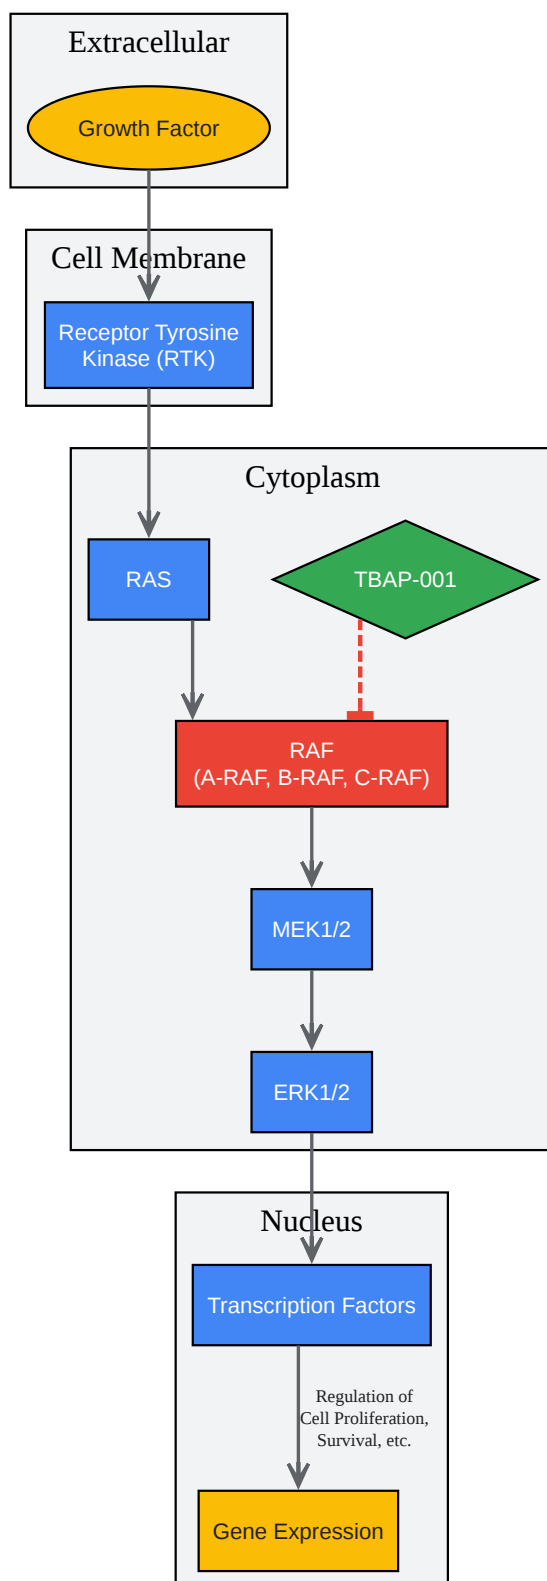 Extracellular
Growth Factor
Cell Membrane
Receptor Tyrosine
Kinase (RTK)
Cytoplasm
RAS
TBAP-001
RAF
(A-RAF, B-RAF, C-RAF)
MEK1/2
ERK1/2
Nucleus
Transcription Factors
Regulation of
Cell Proliferation,
Survival, etc.
Gene Expression